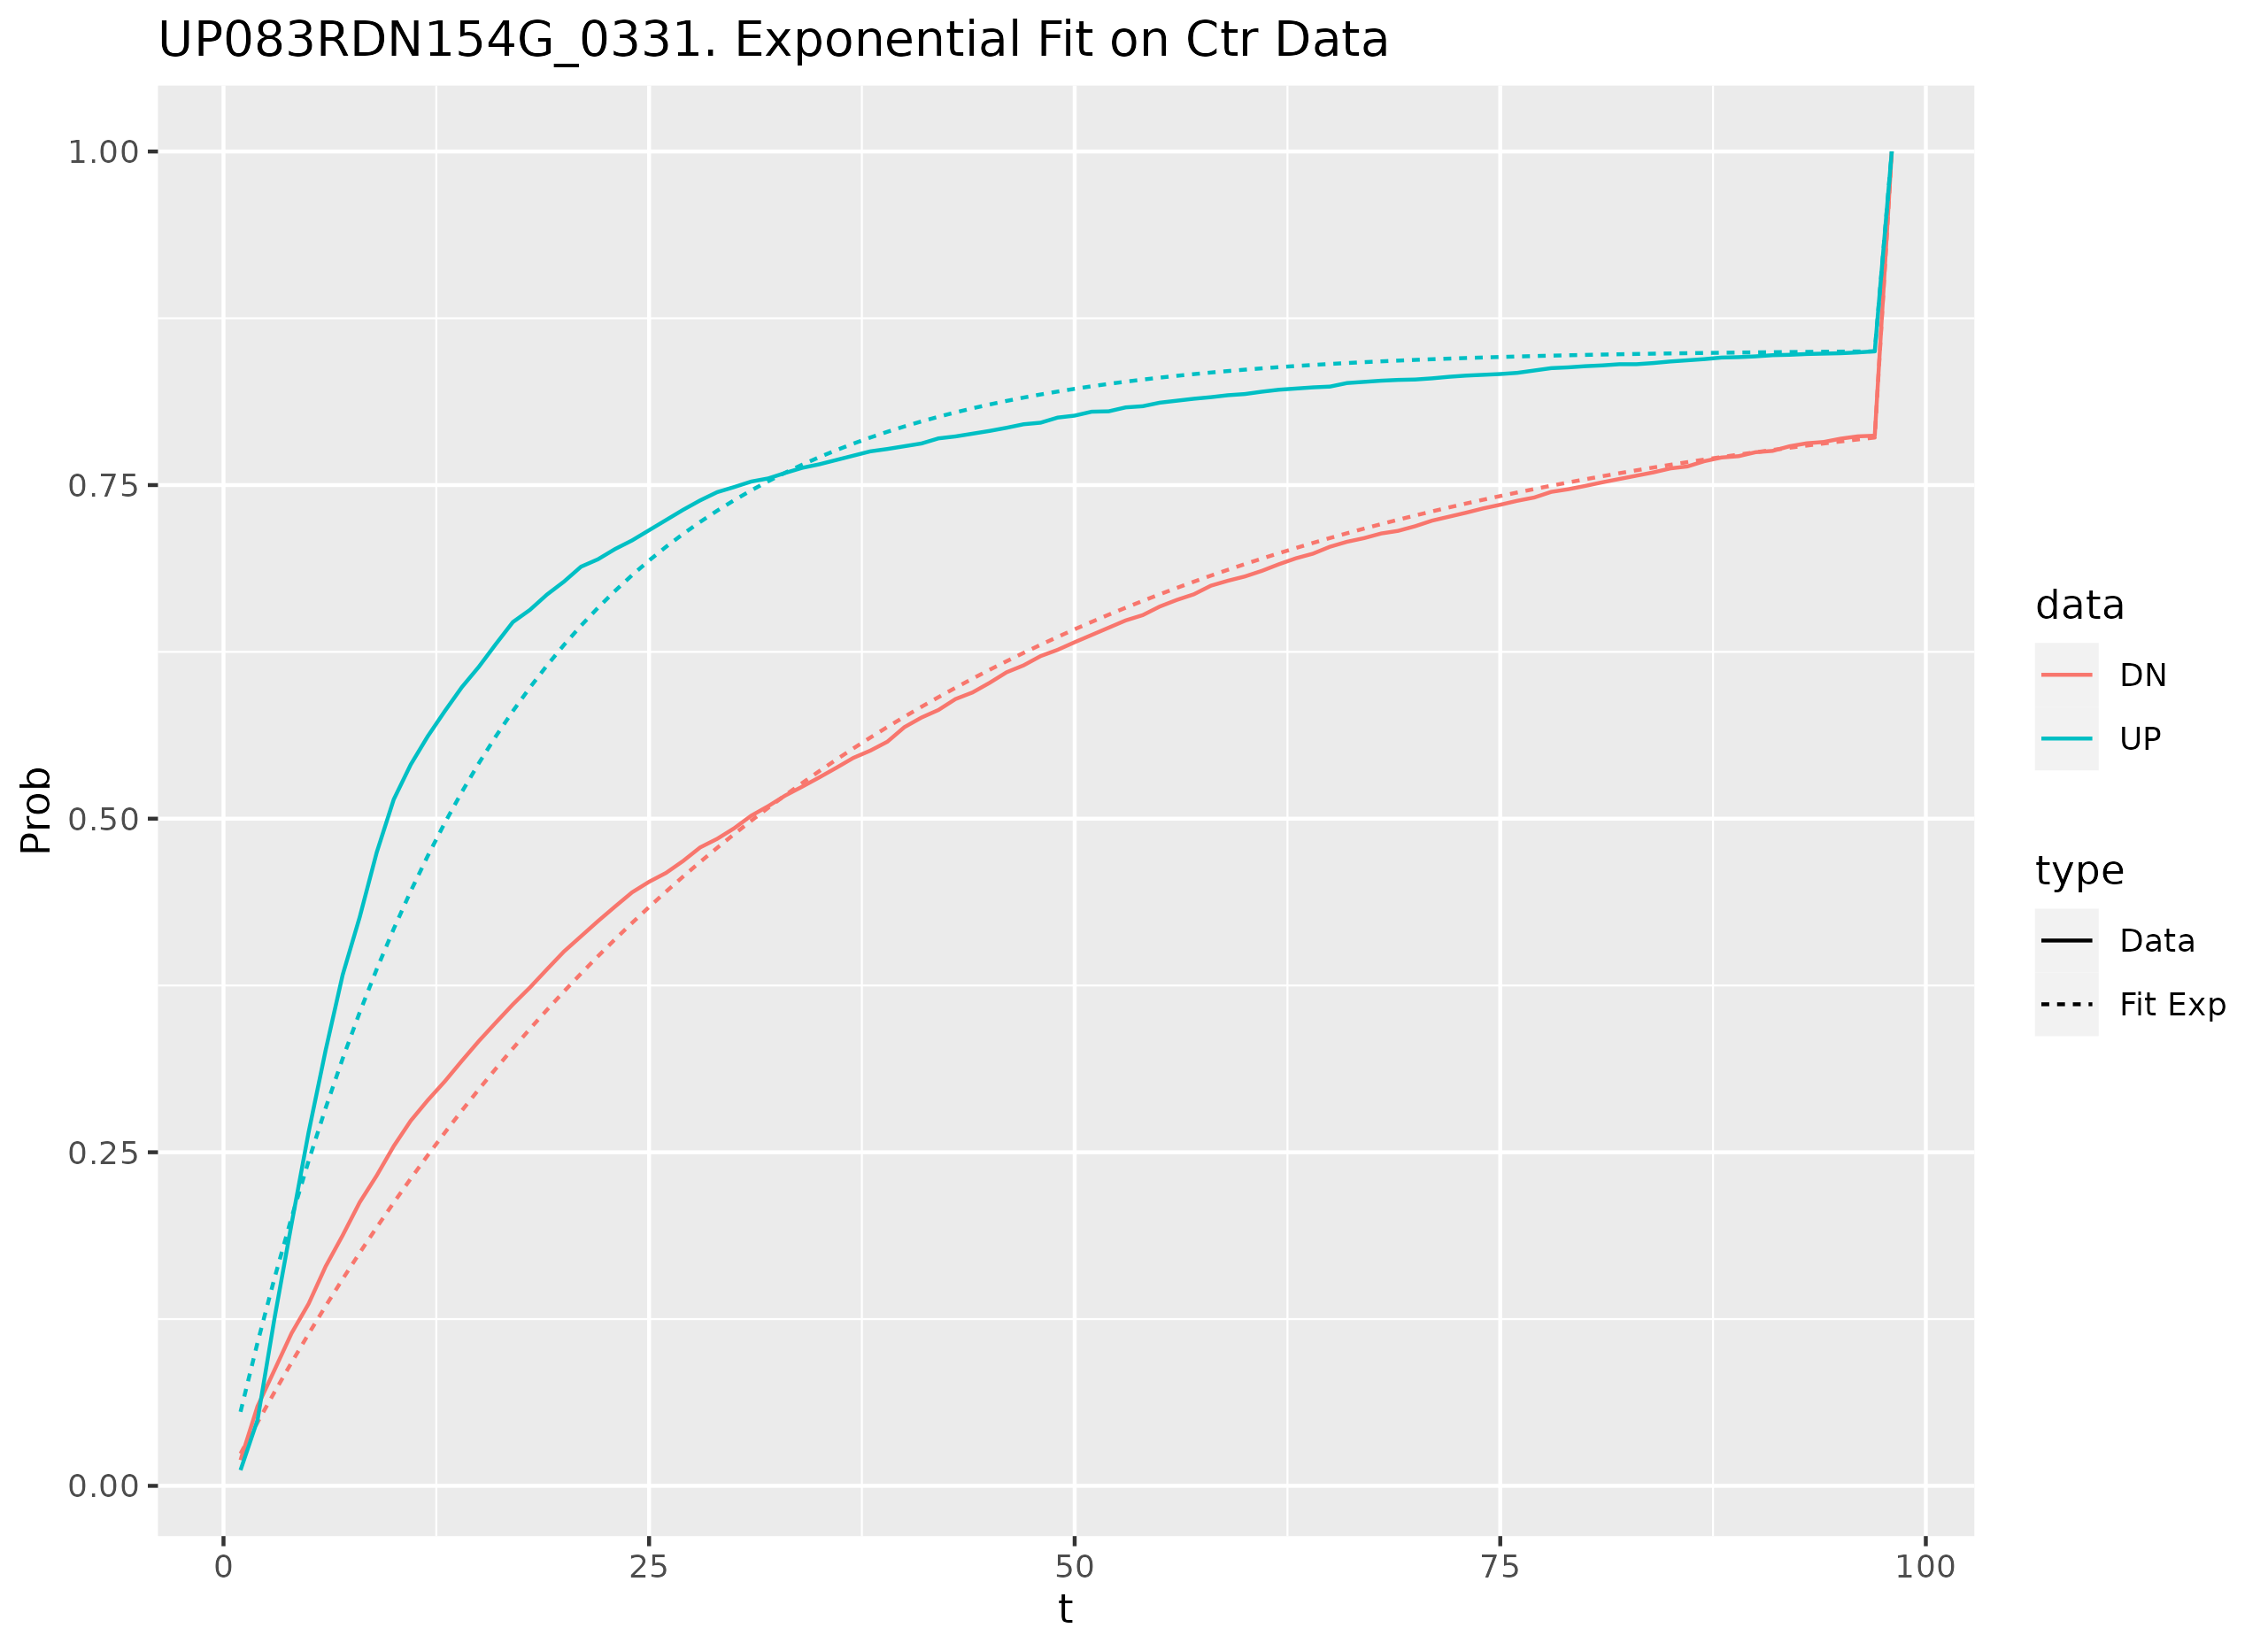 UP083RDN154G_0331. Exponential Fit on Ctr Data
Prob
1.00
0.75
0.50
0.25
0.00
0
25
50
75
100
t
data
DN
UP
type
Data
Fit Exp